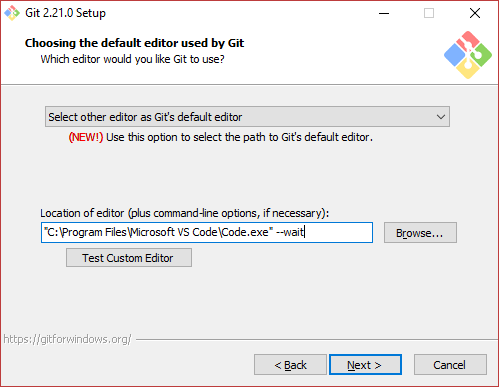 Git 2.21.0 Setup
Choosing the default editor used by Git
Which editor would you like Git to use?
Select other editor as Git's default editor
(NEW!) Use this option to select the path to Git's default editor.
Location of editor (plus command-line options, if necessary):
"C:\Program Files\Microsoft VS Code\Code.exe" --wait
Browse...
Test Custom Editor
https://gitforwindows.org/
< Back
Next >
Cancel